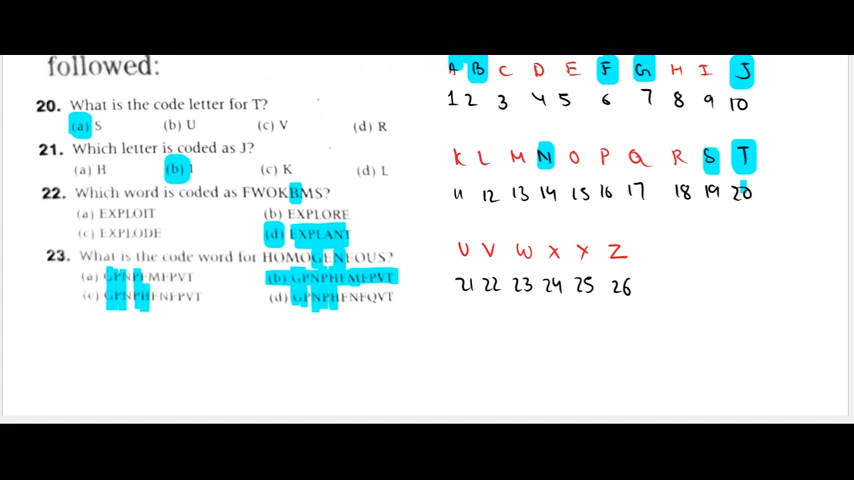 followed:
20. What is the code letter for T?
(a) S (b) U (c) V (d) R
21. Which letter is coded as J?
(a) H (b) I (c) K (d) L
22. Which word is coded as FWOKBMS?
(a) EXPLOIT (b) EXPLORE
(c) EXPLODE (d) EXPLANT
23. What is the code word for HOMOGENEOUS?
(a) GPNPFMFPVT (b) GPNPHFMFPVT
(c) GPNPHFNFPVT (d) GPNPHFNFQVT
A B C D E F G H I J
1 2 3 4 5 6 7 8 9 10
K L M N O P Q R S T
11 12 13 14 15 16 17 18 19 20
U V W X Y Z
21 22 23 24 25 26